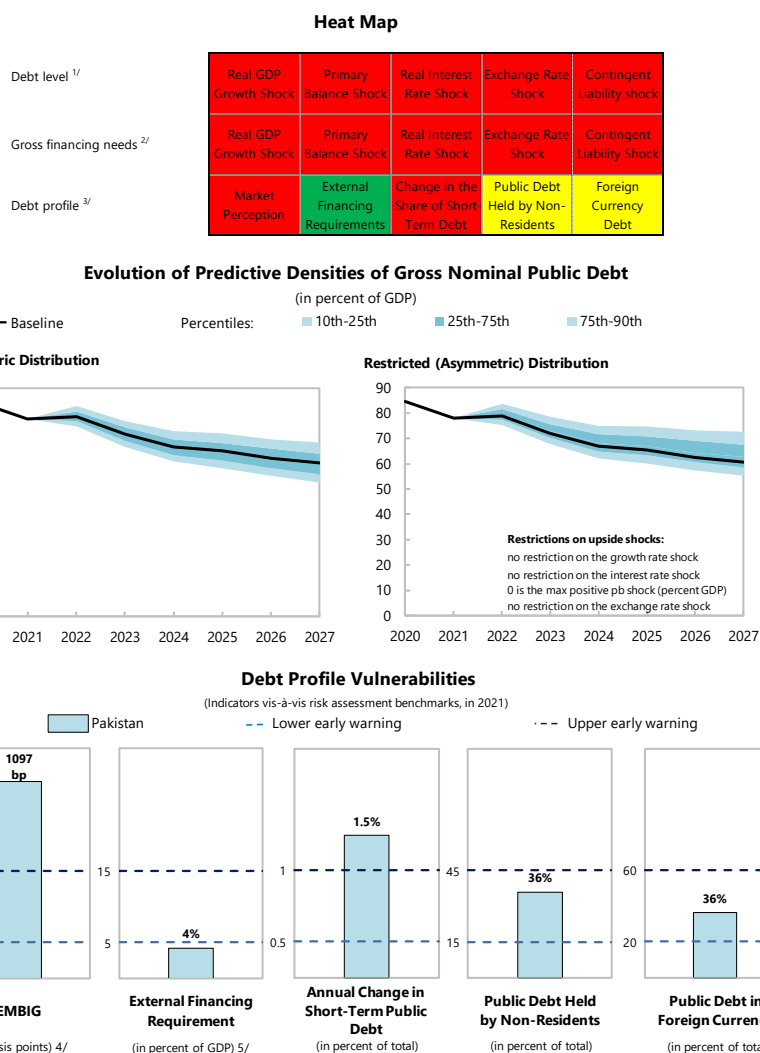 Heat Map
Debt level 1/
Real GDP Growth Shock
Primary Balance Shock
Real Interest Rate Shock
Exchange Rate Shock
Contingent Liability shock
Gross financing needs 2/
Real GDP Growth Shock
Primary Balance Shock
Real Interest Rate Shock
Exchange Rate Shock
Contingent Liability Shock
Debt profile 3/
Market Perception
External Financing Requirements
Change in the Share of Short-Term Debt
Public Debt Held by Non-Residents
Foreign Currency Debt
Evolution of Predictive Densities of Gross Nominal Public Debt
(in percent of GDP)
Baseline
Percentiles:
10th-25th
25th-75th
75th-90th
ric Distribution
Restricted (Asymmetric) Distribution
90
80
70
60
50
40
30
20
10
0
Restrictions on upside shocks:
no restriction on the growth rate shock
no restriction on the interest rate shock
0 is the max positive pb shock (percent GDP)
no restriction on the exchange rate shock
2021 2022 2023 2024 2025 2026 2027
2020 2021 2022 2023 2024 2025 2026 2027
Debt Profile Vulnerabilities
(Indicators vis-à-vis risk assessment benchmarks, in 2021)
Pakistan
Lower early warning
Upper early warning
1097
bp
15
5
4%
1
0.5
1.5%
45
15
36%
60
20
36%
EMBIG
sis points) 4/
External Financing
Requirement
(in percent of GDP) 5/
Annual Change in
Short-Term Public
Debt
(in percent of total)
Public Debt Held
by Non-Residents
(in percent of total)
Public Debt in
Foreign Curren
(in percent of tota